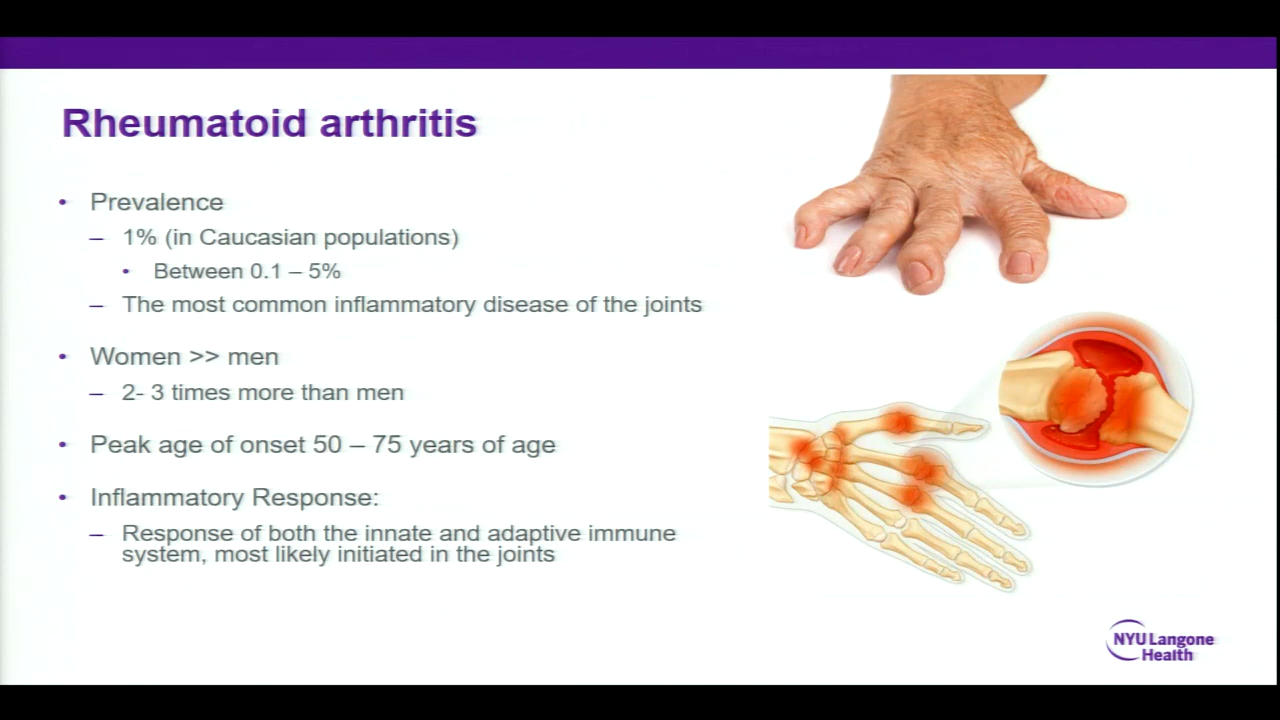 Rheumatoid arthritis
• Prevalence
– 1% (in Caucasian populations)
• Between 0.1 – 5%
– The most common inflammatory disease of the joints
• Women >> men
– 2- 3 times more than men
• Peak age of onset 50 – 75 years of age
• Inflammatory Response:
– Response of both the innate and adaptive immune
system, most likely initiated in the joints
NYU Langone
Health